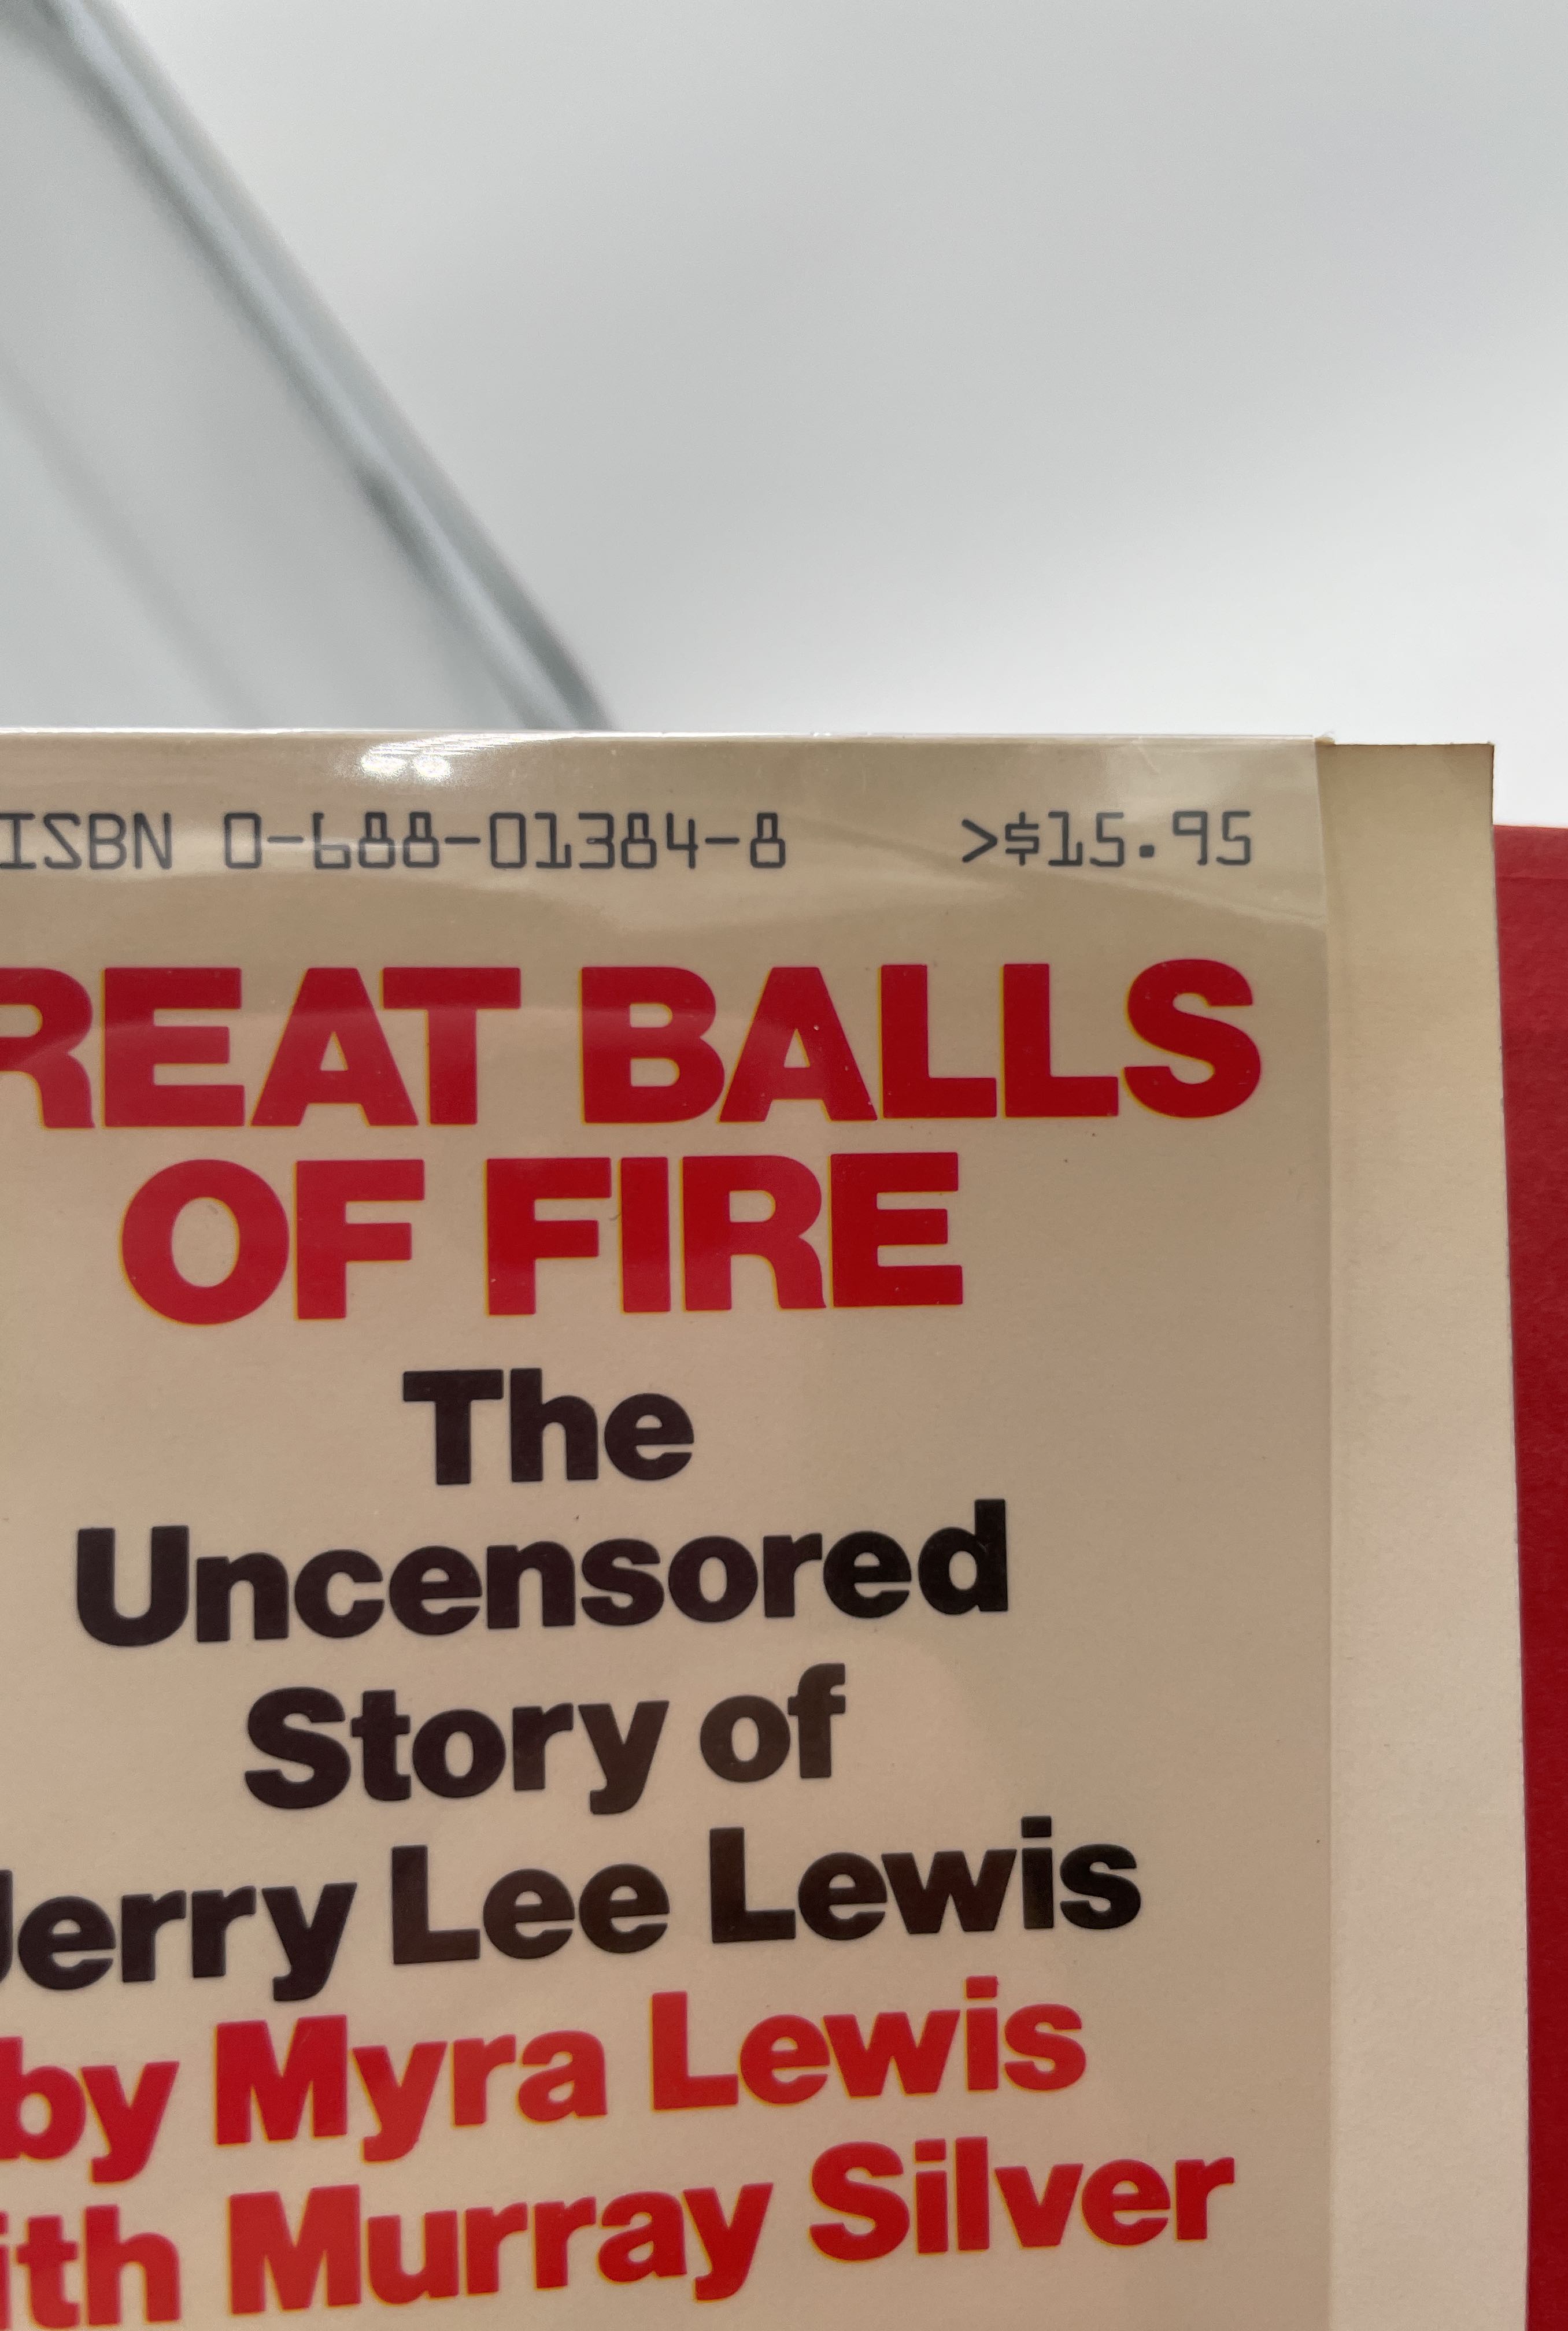 ISBN 0-688-01384-8 >$15.95
REAT BALLS
OF FIRE
The
Uncensored
Story of
Jerry Lee Lewis
by Myra Lewis
ith Murray Silver